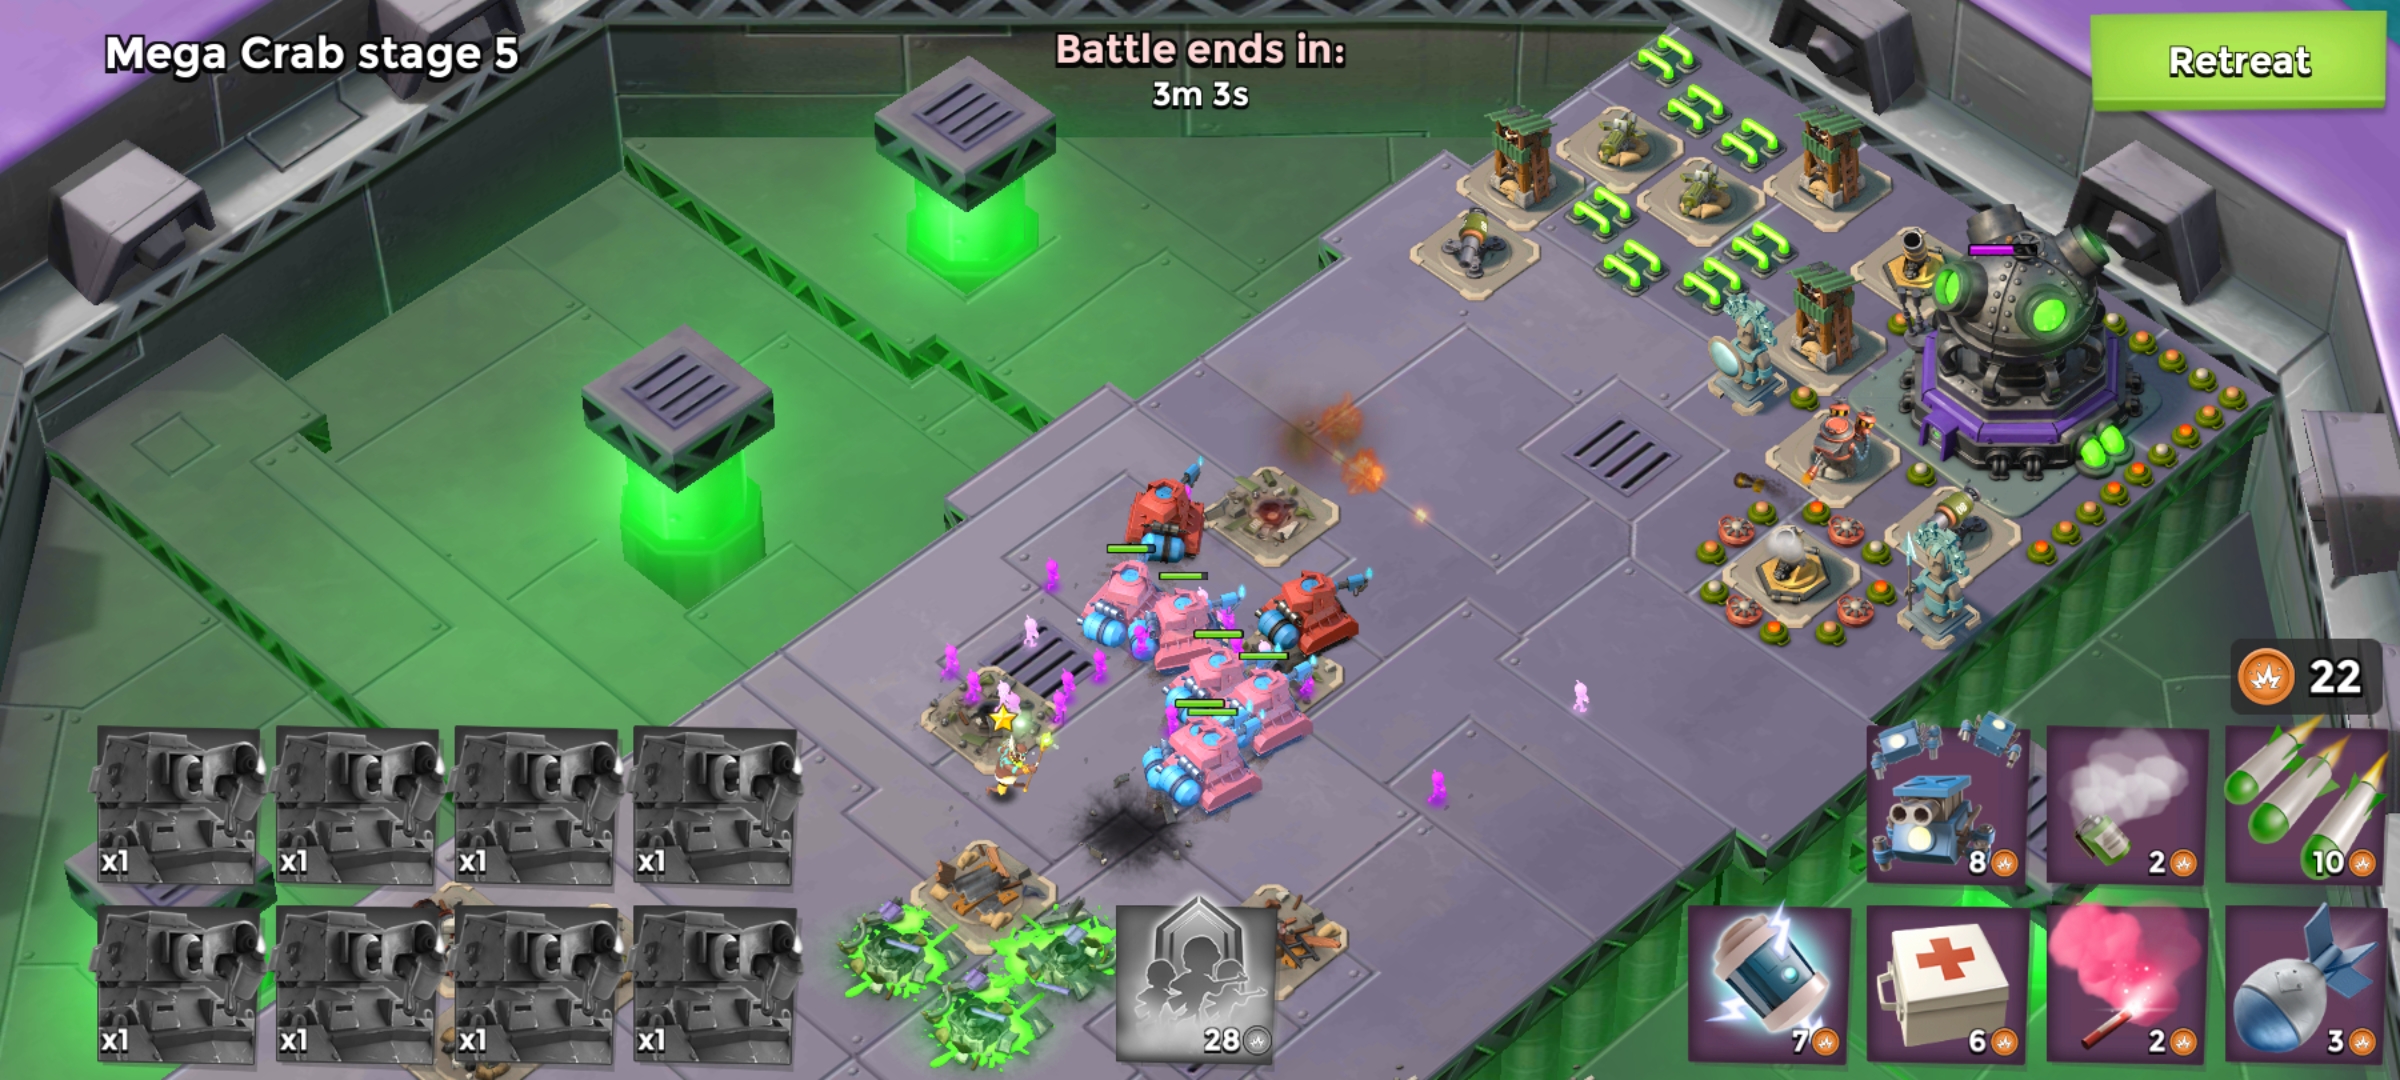 Mega Crab stage 5
Battle ends in:
3m 3s
Retreat
22
x1
x1
x1
x1
8
2
10
x1
x1
x1
x1
28
7
6
2
3